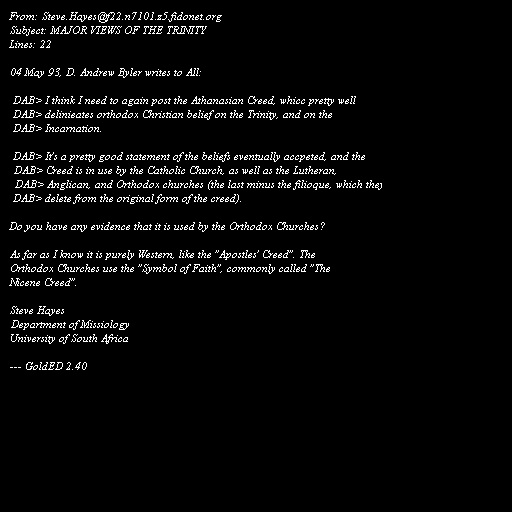 From: Steve.Hayes@f22.n7101.z5.fidonet.org
Subject: MAJOR VIEWS OF THE TRINITY
Lines: 22

04 May 93, D. Andrew Byler writes to All:

DAB> I think I need to again post the Athanasian Creed, whicc pretty well
DAB> delinieates orthodox Christian belief on the Trinity, and on the
DAB> Incarnation.

DAB> It's a pretty good statement of the beliefs eventually accpeted, and the
DAB> Creed is in use by the Catholic Church, as well as the Lutheran,
DAB> Anglican, and Orthodox churches (the last minus the filioque, which they
DAB> delete from the original form of the creed).

Do you have any evidence that it is used by the Orthodox Churches?

As far as I know it is purely Western, like the "Apostles' Creed". The
Orthodox Churches use the "Symbol of Faith", commonly called "The
Nicene Creed".

Steve Hayes
Department of Missiology
University of South Africa

--- GoldED 2.40